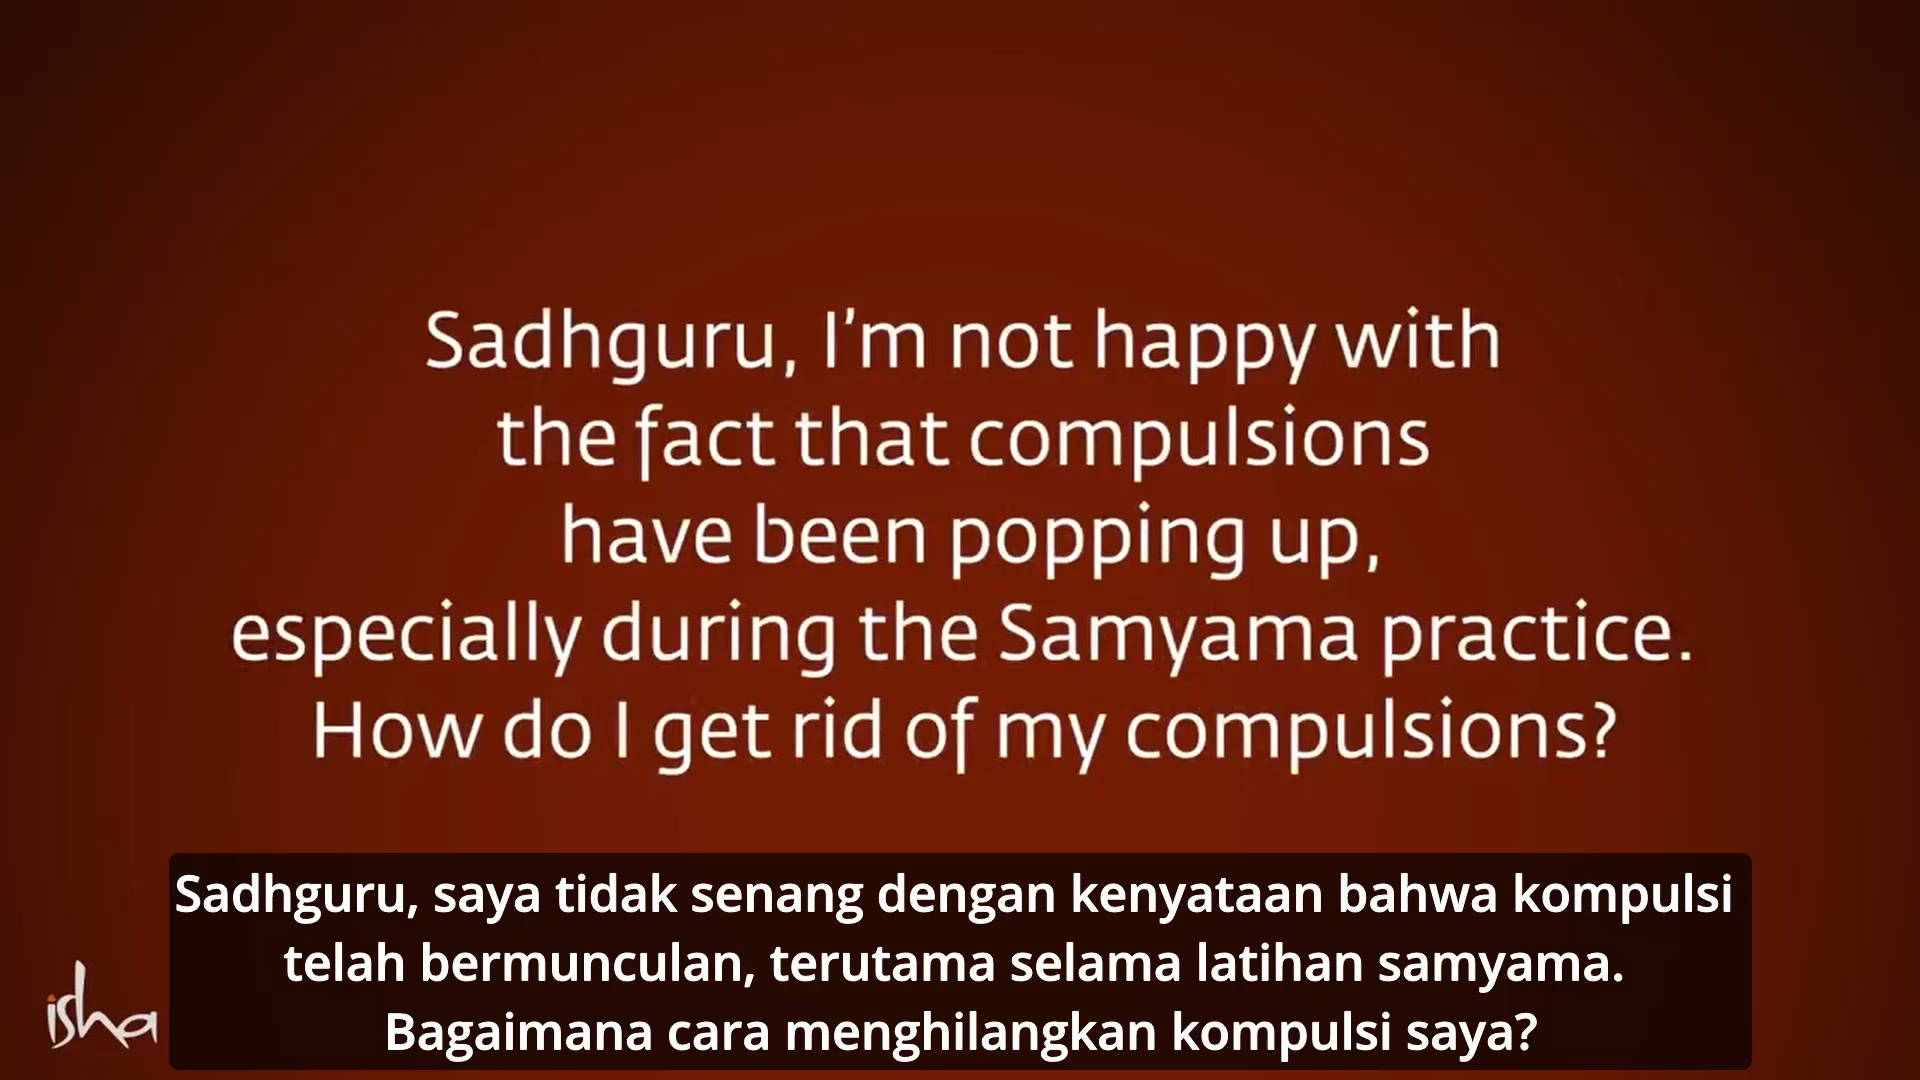 Sadhguru, I'm not happy with
the fact that compulsions
have been popping up,
especially during the Samyama practice.
How do I get rid of my compulsions?
Sadhguru, saya tidak senang dengan kenyataan bahwa kompulsi
telah bermunculan, terutama selama latihan samyama.
Bagaimana cara menghilangkan kompulsi saya?
isha